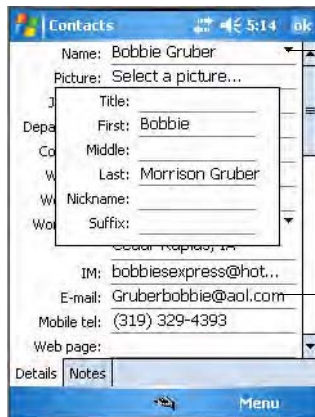 Contacts 5:14 ok
Name: Bobbie Gruber
Picture: Select a picture...
Title:
First: Bobbie
Middle:
Last: Morrison Gruber
Nickname:
Suffix:
IM: bobbiesexpress@hot...
E-mail: Gruberbobbie@aol.com
Mobile tel: (319) 329-4393
Web page:
Details Notes
Menu